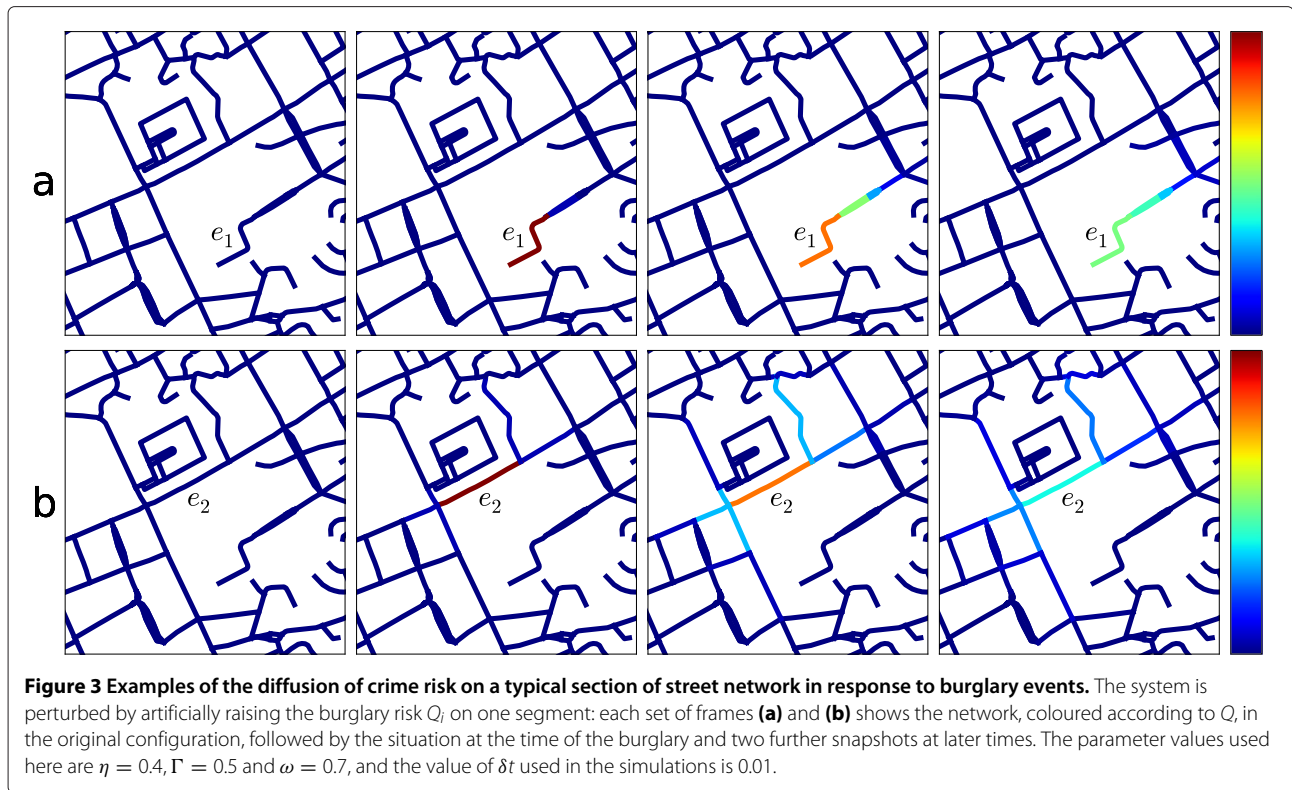 a
e1
e1
e1
e1
b
e2
e2
e2
e2
Figure 3 Examples of the diffusion of crime risk on a typical section of street network in response to burglary events. The system is
perturbed by artificially raising the burglary risk Qi on one segment: each set of frames (a) and (b) shows the network, coloured according to Q, in
the original configuration, followed by the situation at the time of the burglary and two further snapshots at later times. The parameter values used
here are η = 0.4, Γ = 0.5 and ω = 0.7, and the value of δt used in the simulations is 0.01.